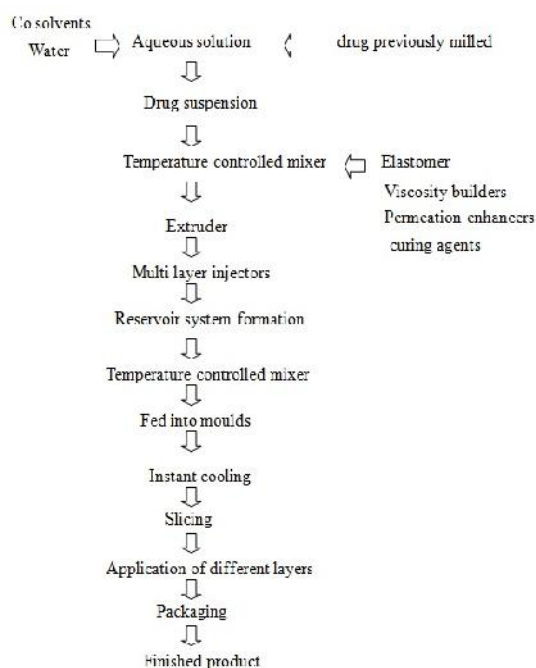 Co solvents
Water
Aqueous solution
drug previously milled
Drug suspension
Temperature controlled mixer
Elastomer
Viscosity builders
Permeation enhancers
curing agents
Extruder
Multi layer injectors
Reservoir system formation
Temperature controlled mixer
Fed into moulds
Instant cooling
Slicing
Application of different layers
Packaging
Finished product